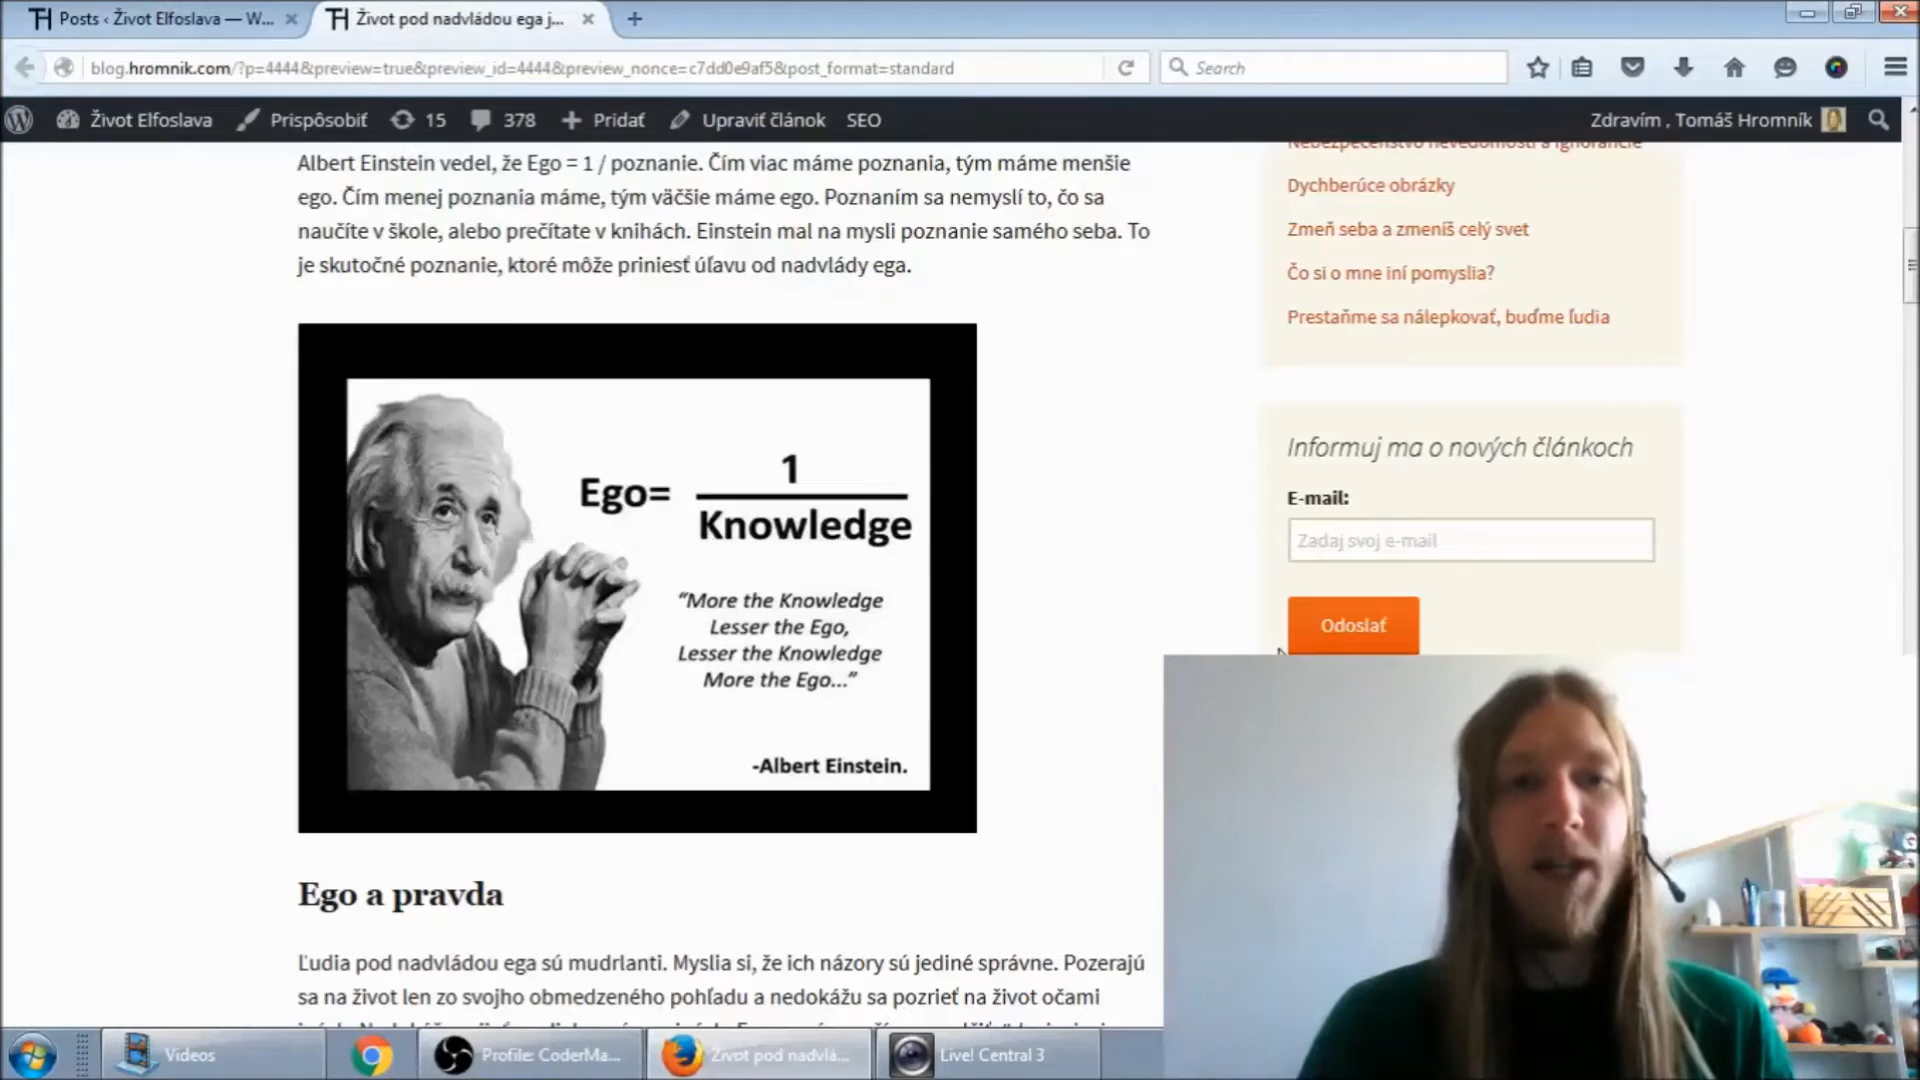 Posts ‹ Život Elfoslava — W...
Život pod nadvládou ega j...
blog.hromnik.com/?p=4444&preview=true&preview_id=4444&preview_nonce=c7dd0e9af5&post_format=standard
Search
Život Elfoslava
Prispôsobiť
15
378
Pridať
Upraviť článok
SEO
Zdravím , Tomáš Hromník
Albert Einstein vedel, že Ego = 1 / poznanie. Čím viac máme poznania, tým máme menšie
ego. Čím menej poznania máme, tým väčšie máme ego. Poznaním sa nemyslí to, čo sa
naučíte v škole, alebo prečítate v knihách. Einstein mal na mysli poznanie samého seba. To
je skutočné poznanie, ktoré môže priniesť úľavu od nadvlády ega.
Ego=
1
Knowledge
“More the Knowledge
Lesser the Ego,
Lesser the Knowledge
More the Ego...”
-Albert Einstein.
Ego a pravda
Ľudia pod nadvládou ega sú mudrlanti. Myslia si, že ich názory sú jediné správne. Pozerajú
sa na život len zo svojho obmedzeného pohľadu a nedokážu sa pozrieť na život očami
Nebezpečenstvo nevedomosti a ignorancie
Dychberúce obrázky
Zmeň seba a zmeníš celý svet
Čo si o mne iní pomyslia?
Prestaňme sa nálepkovať, buďme ľudia
Informuj ma o nových článkoch
E-mail:
Zadaj svoj e-mail
Odoslať
Videos
Profile: CoderMa...
Život pod nadvlá...
Live! Central 3